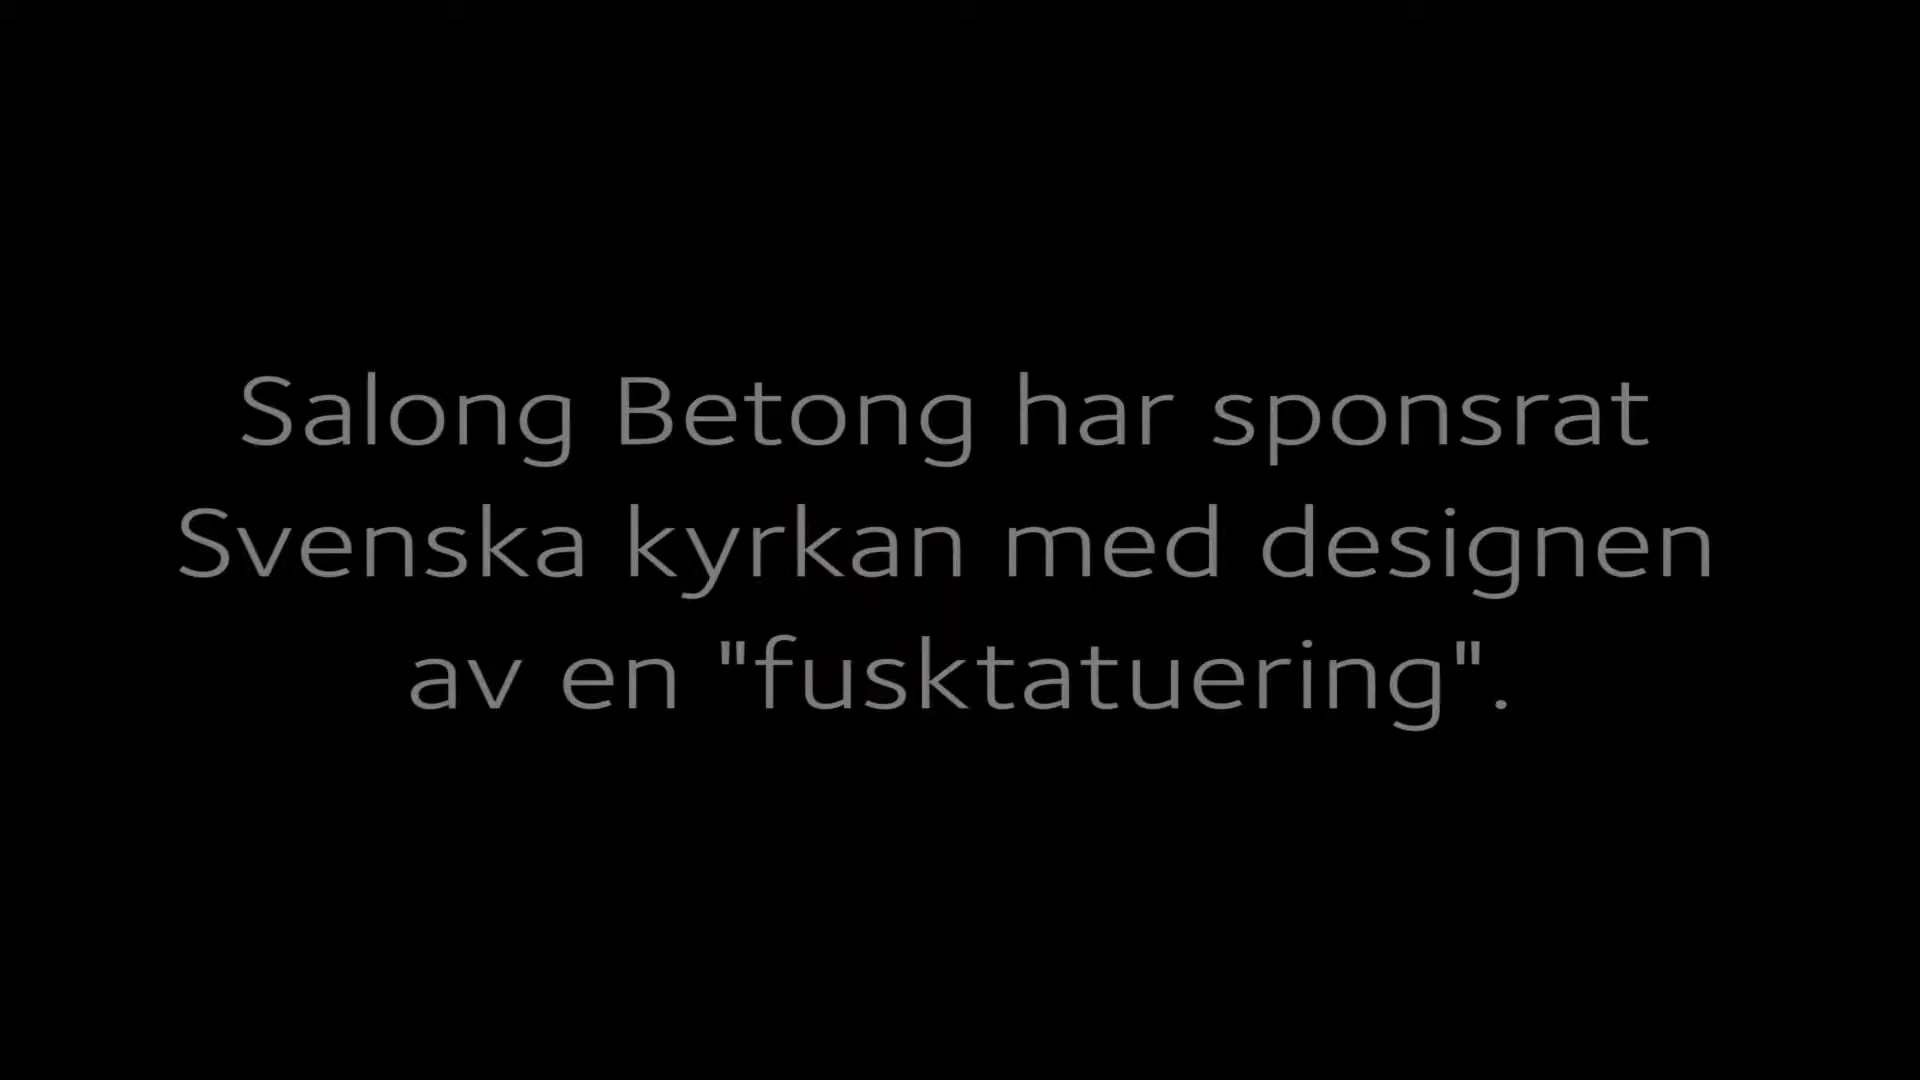 Salong Betong har sponsrat
Svenska kyrkan med designen
av en "fusktatuering".